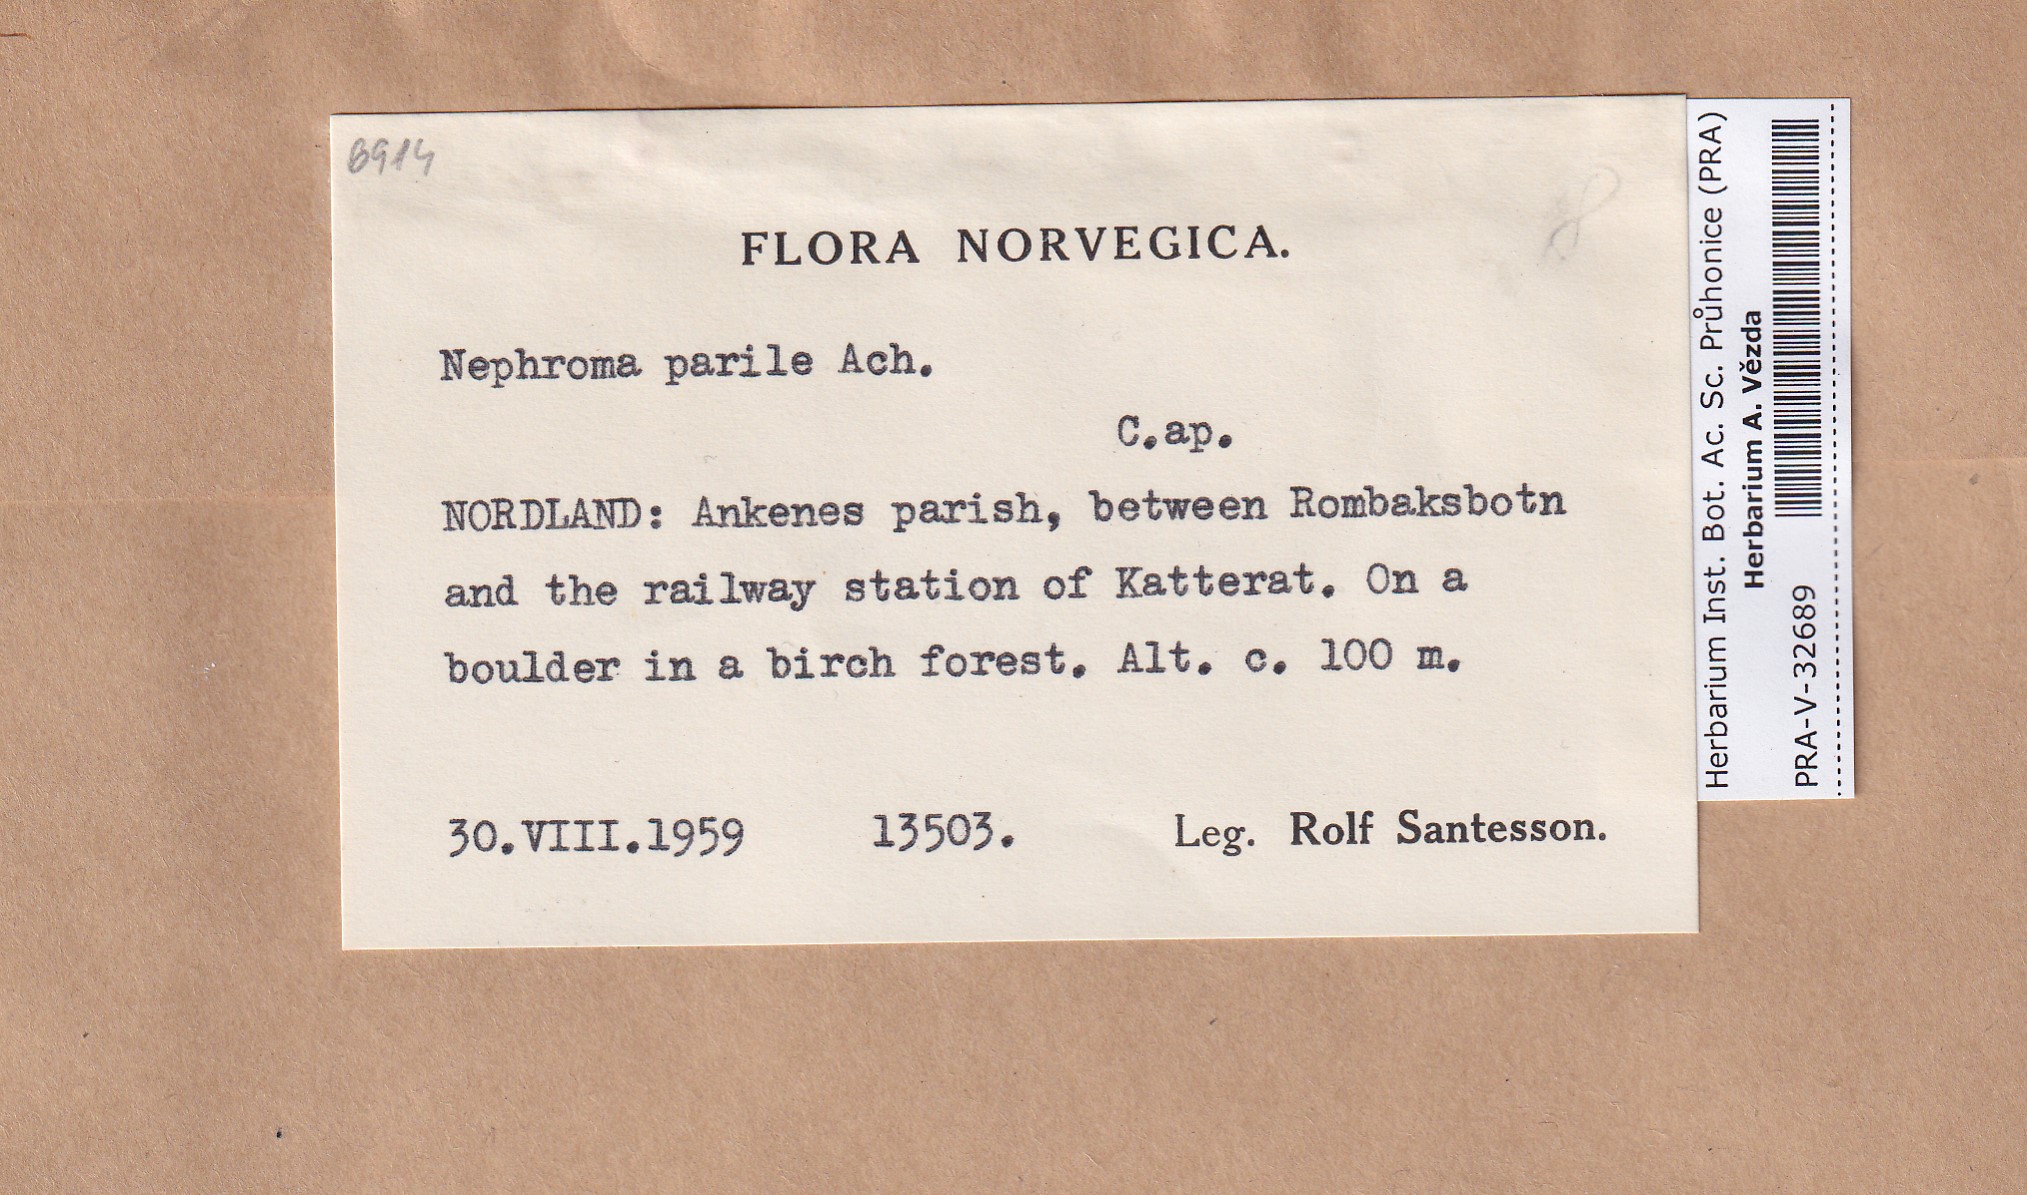 8914
FLORA NORVEGICA.
Nephroma parile Ach.
C.ap.
NORDLAND: Ankenes parish, between Rombaksbotn
and the railway station of Katterat. On a
boulder in a birch forest. Alt. c. 100 m.
30.VIII.1959 13503. Leg. Rolf Santesson.
Herbarium Inst. Bot. Ac. Sc. Průhonice (PRA)
Herbarium A. Vězda
PRA-V-32689